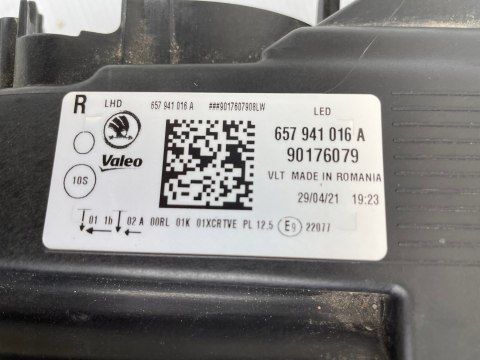 R LHD 657 941 016 A ###9017607908LW LED
657 941 016 A
Valeo 90176079
10S VLT MADE IN ROMANIA
29/04/21 19:23
01 1b 02 A 00RL 01K 01XCRTVE PL 12.5 E9 22077